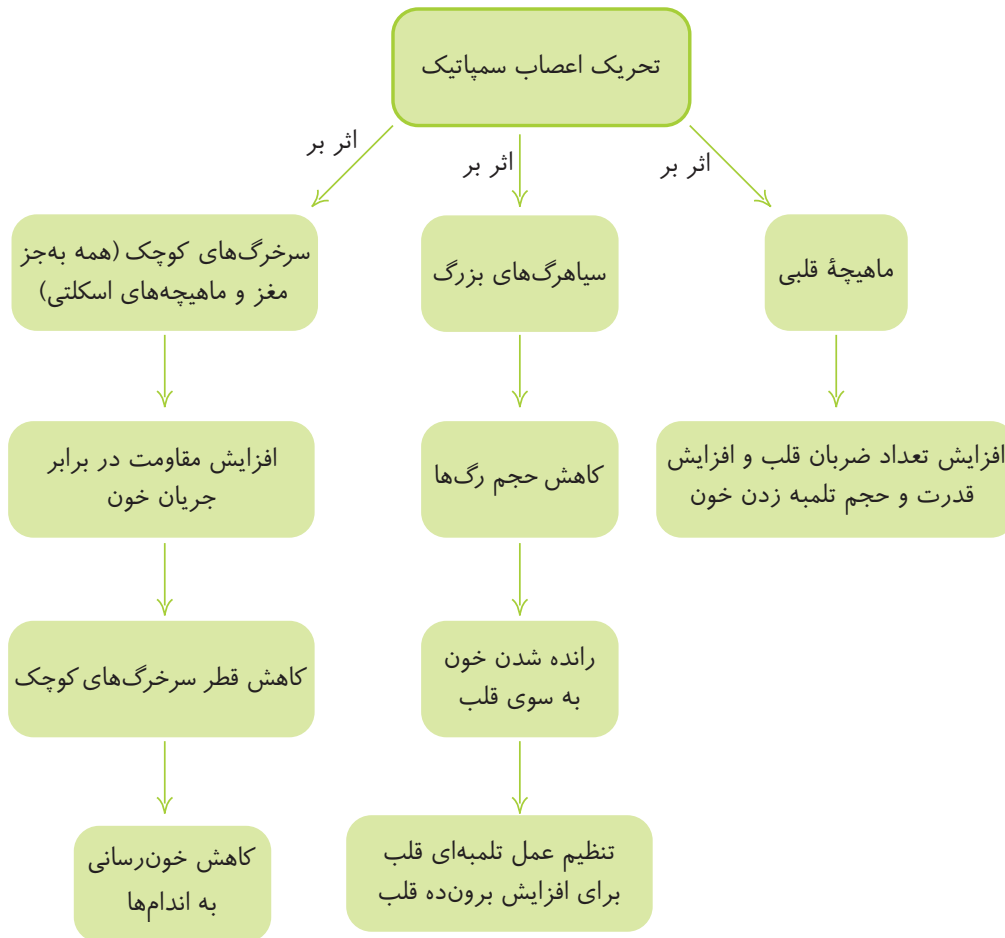 تحریک اعصاب سمپاتیک
اثر بر
اثر بر
اثر بر
ماهیچۀ قلبی
افزایش تعداد ضربان قلب و افزایش
قدرت و حجم تلمبه زدن خون
سیاهرگ‌های بزرگ
کاهش حجم رگ‌ها
رانده شدن خون
به سوی قلب
تنظیم عمل تلمبه‌ای قلب
برای افزایش برون‌ده قلب
سرخرگ‌های کوچک (همه به‌جز
مغز و ماهیچه‌های اسکلتی)
افزایش مقاومت در برابر
جریان خون
کاهش قطر سرخرگ‌های کوچک
کاهش خون‌رسانی
به اندام‌ها